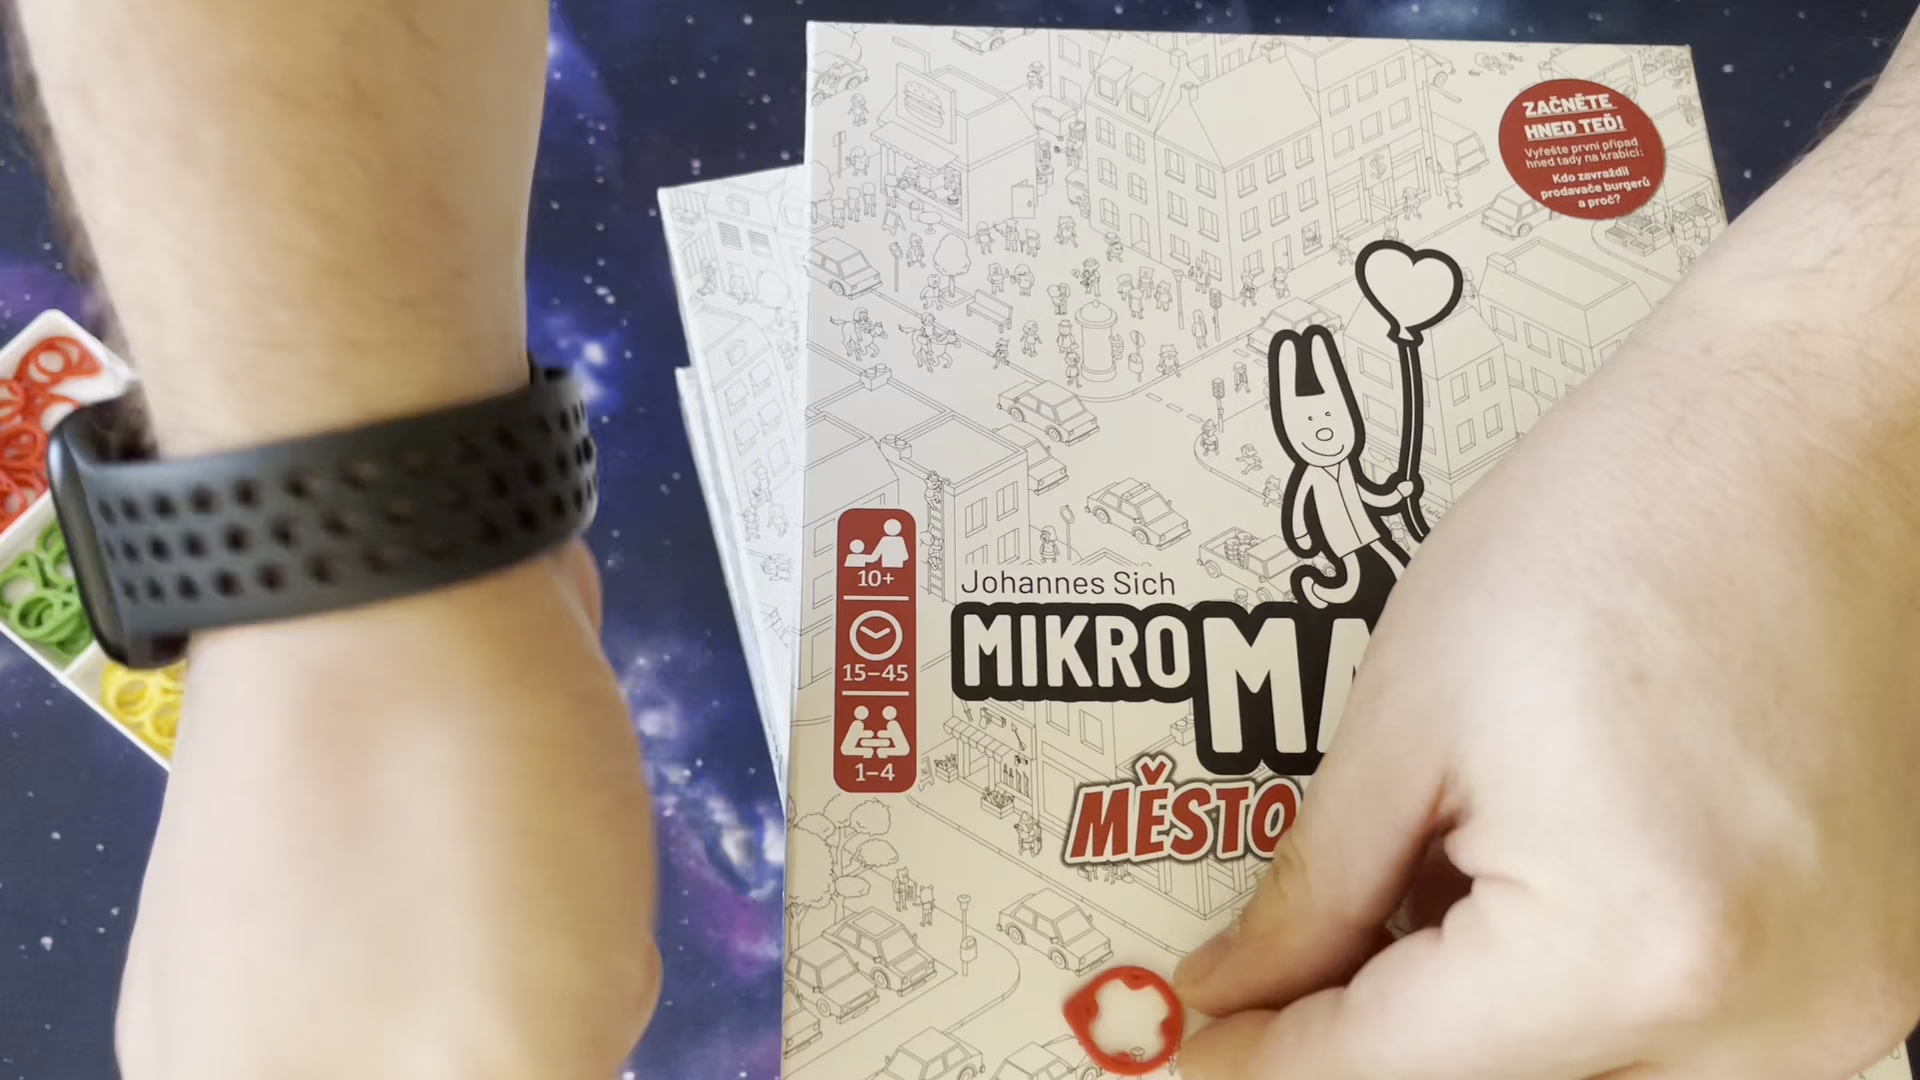 ZAČNĚTE
HNED TEĎ!
Vyřešte první případ
hned tady na krabici:
Kdo zavraždil
prodavače burgerů
a proč?
10+
15–45
1–4
Johannes Sich
MIKRO MA
MĚSTO